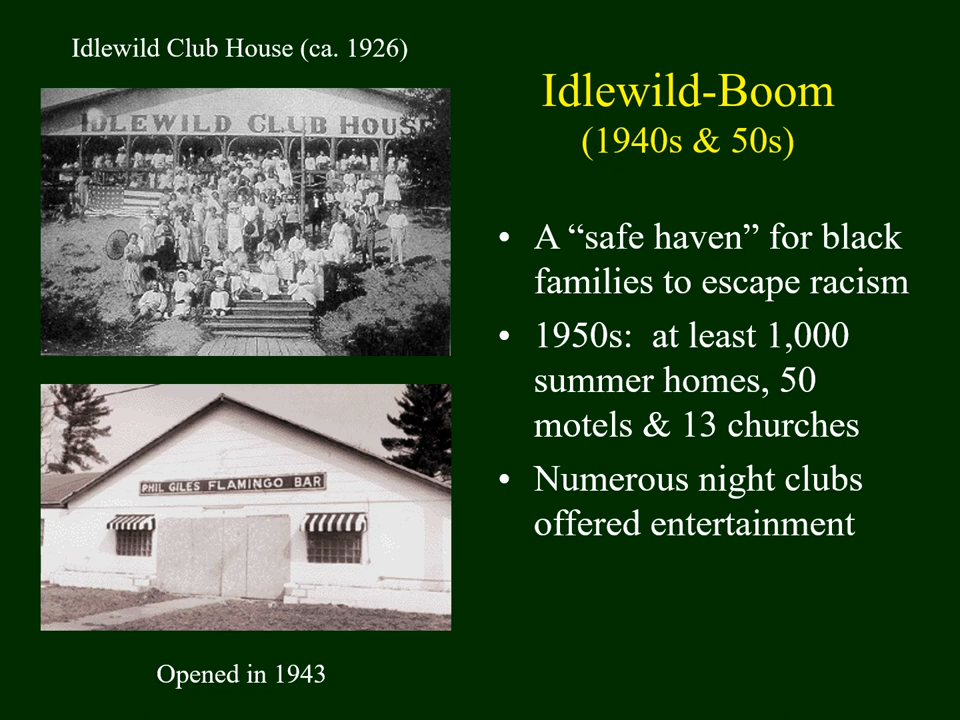 Idlewild Club House (ca. 1926)
IDLEWILD CLUB HOUSE
PHIL GILES FLAMINGO BAR
Opened in 1943
Idlewild-Boom
(1940s & 50s)
• A “safe haven” for black
families to escape racism
• 1950s:  at least 1,000
summer homes, 50
motels & 13 churches
• Numerous night clubs
offered entertainment